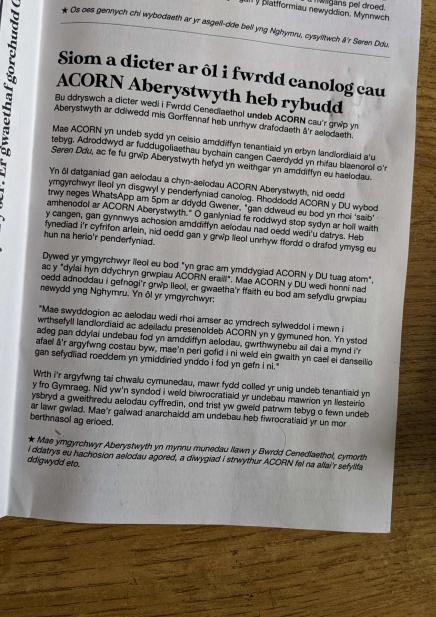 platfformiau newyddion. Mynnwch
★ Os oes gennych chi wybodaeth ar yr asgell-dde bell yng Nghymru, cysylltwch â'r Seren Ddu.
Siom a dicter ar ôl i fwrdd canolog cau
ACORN Aberystwyth heb rybudd
Bu ddryswch a dicter wedi i Fwrdd Cenedlaethol undeb ACORN cau'r grŵp yn
Aberystwyth ar ddiwedd mis Gorffennaf heb unrhyw drafodaeth â'r aelodaeth.
Mae ACORN yn undeb sydd yn ceisio amddiffyn tenantiaid yn erbyn landlordiaid a'u
tebyg. Adroddwyd ar fuddugoliaethau bychain cangen Caerdydd yn rhifau blaenorol o'r
Seren Ddu, ac fe fu grŵp Aberystwyth hefyd yn weithgar yn amddiffyn eu haelodau.
Yn ôl datganiad gan aelodau a chyn-aelodau ACORN Aberystwyth, nid oedd
ymgyrchwyr lleol yn disgwyl y penderfyniad canolog. Rhoddodd ACORN y DU wybod
trwy neges WhatsApp am 5pm ar ddydd Gwener, "gan ddweud eu bod yn rhoi 'saib'
amhenodol ar ACORN Aberystwyth." O ganlyniad fe roddwyd stop sydyn ar holl waith
y cangen, gan gynnwys achosion amddiffyn aelodau nad oedd wedi'u datrys. Heb
fynediad i'r cyfrifon arlein, nid oedd gan y grŵp lleol unrhyw ffordd o drafod ymysg eu
hun na herio'r penderfyniad.
Dywed yr ymgyrchwyr lleol eu bod "yn grac am ymddygiad ACORN y DU tuag atom",
ac y "dylai hyn ddychryn grwpiau ACORN eraill". Mae ACORN y DU wedi honni nad
oedd adnoddau i gefnogi'r grŵp lleol, er gwaetha'r ffaith eu bod am sefydlu grwpiau
newydd yng Nghymru. Yn ôl yr ymgyrchwyr:
"Mae swyddogion ac aelodau wedi rhoi amser ac ymdrech sylweddol i mewn i
wrthsefyll landlordiaid ac adeiladu presenoldeb ACORN yn y gymuned hon. Yn ystod
adeg pan ddylai undebau fod yn amddiffyn aelodau, gwrthwynebu ail dai a mynd i'r
afael â'r argyfwng costau byw, mae'n peri gofid i ni weld ein gwaith yn cael ei danseilio
gan sefydliad roeddem yn ymddiried ynddo i fod yn gefn i ni."
Wrth i'r argyfwng tai chwalu cymunedau, mawr fydd colled yr unig undeb tenantiaid yn
y fro Gymraeg. Nid yw'n syndod i weld biwrocratiaid yr undebau mawrion yn llesteirio
ysbryd a gweithredu aelodau cyffredin, ond trist yw gweld patrwm tebyg o fewn undeb
ar lawr gwlad. Mae'r galwad anarchaidd am undebau heb fiwrocratiaid yr un mor
berthnasol ag erioed.
★ Mae ymgyrchwyr Aberystwyth yn mynnu munedau llawn y Bwrdd Cenedlaethol, cymorth
i ddatrys eu hachosion aelodau agored, a diwygiad i strwythur ACORN fel na allai'r sefyllfa
ddigwydd eto.